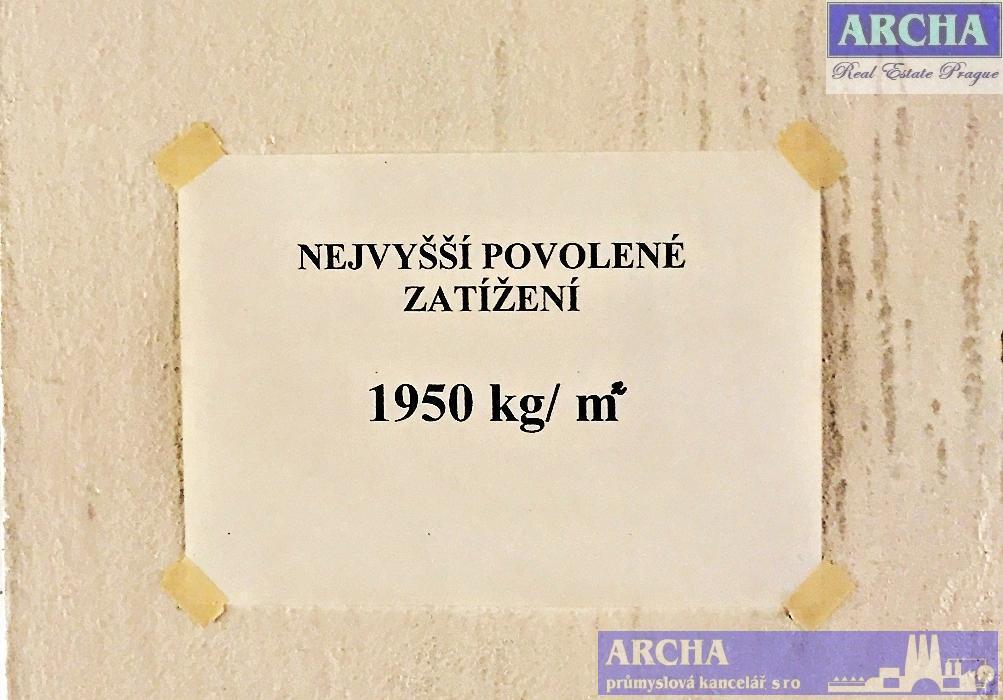 ARCHA
Real Estate Prague
NEJVYŠŠÍ POVOLENÉ
ZATÍŽENÍ
1950 kg/ m²
ARCHA
průmyslová kancelář s r o